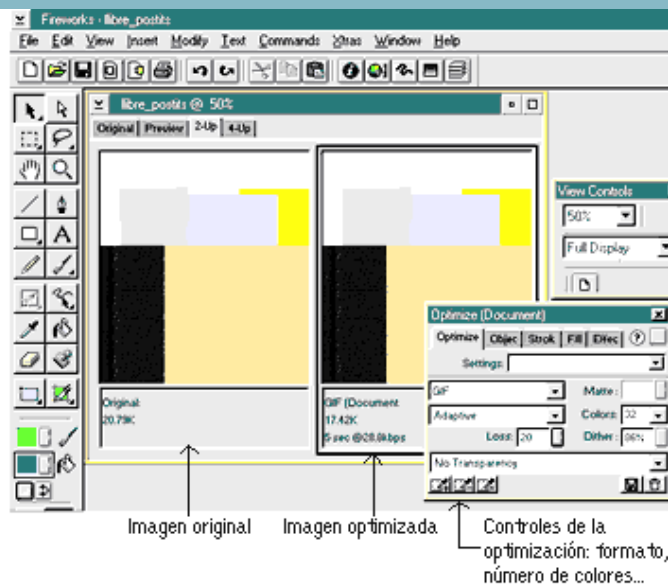 Fireworks - libre_postits
File Edit View Insert Modify Text Commands Xtras Window Help
libre_postits @ 50%
Original Preview 2-Up 4-Up
View Controls
50%
Full Display
Optimize (Document)
Optimize Objec Strok Fill Effec ?
Settings:
GIF Matte:
Adaptive Colors: 32
Loss: 20 Dither: 86%
No Transparency
Original:
20.79K
GIF (Document
17.42K
5 sec @28.8kbps
Imagen original
Imagen optimizada
Controles de la
optimización: formato,
número de colores...